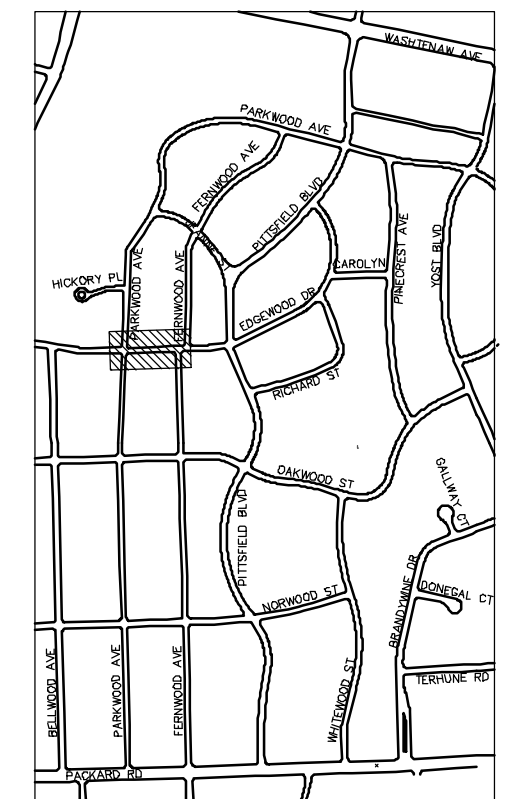 WASHTENAW AVE
PARKWOOD AVE
FERNWOOD AVE
PITTSFIELD BLVD
HICKORY PL
PARKWOOD AVE
FERNWOOD AVE
EDGEWOOD DR
CAROLYN
PINECREST AVE
YOST BLVD
RICHARD ST
OAKWOOD ST
GALLWAY CT
PITTSFIELD BLVD
NORWOOD ST
BRANDYWNE DR
DONEGAL CT
TERHUNE RD
BELLWOOD AVE
PARKWOOD AVE
FERNWOOD AVE
WHITEWOOD ST
PACKARD RD